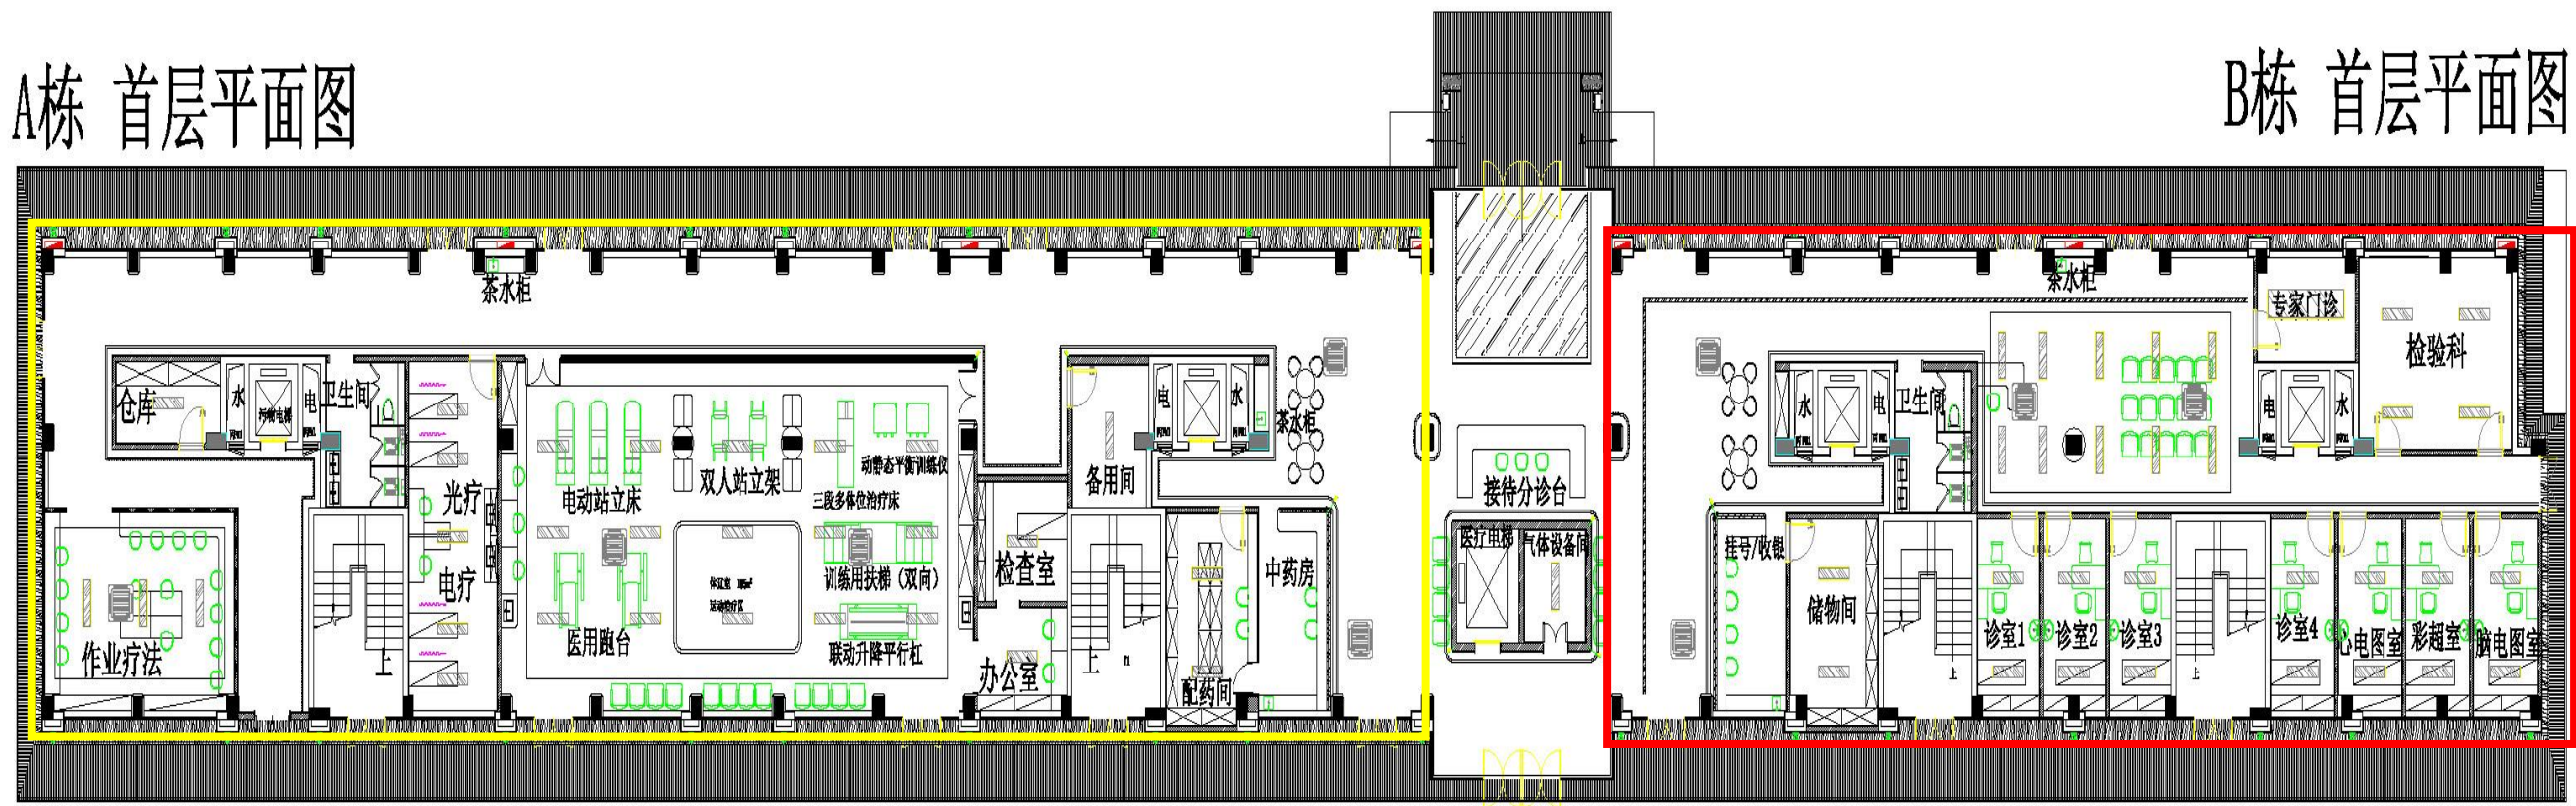 A栋 首层平面图
B栋 首层平面图
茶水柜
茶水柜
专家门诊
检验科
仓库
水
污物电梯
电
卫生间
电
水
茶水柜
水
电
卫生间
电
水
光疗
电动站立床
双人站立架
动静态平衡训练仪
三段多体位治疗床
备用间
接待分诊台
医疗电梯
气体设备间
挂号/收银
电疗
训练用扶梯（双向）
检查室
中药房
储物间
作业疗法
上
医用跑台
联动升降平行杠
办公室
上
配药间
上
诊室1
诊室2
诊室3
上
诊室4
心电图室
彩超室
脑电图室